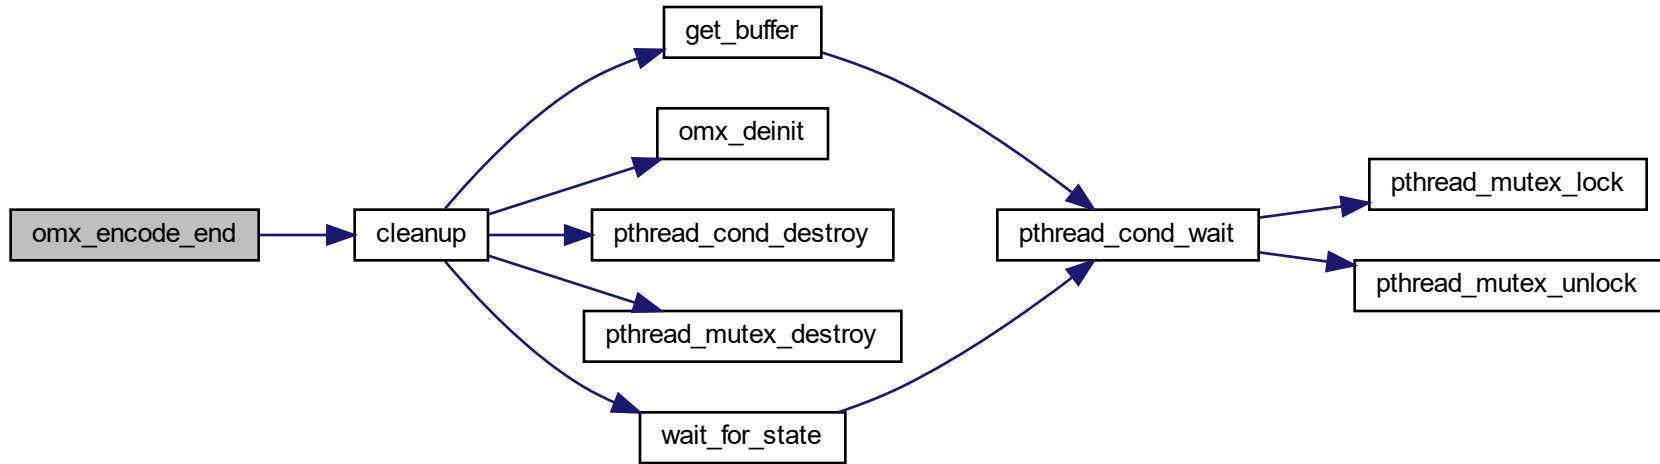 omx_encode_end
cleanup
get_buffer
omx_deinit
pthread_cond_destroy
pthread_mutex_destroy
wait_for_state
pthread_cond_wait
pthread_mutex_lock
pthread_mutex_unlock